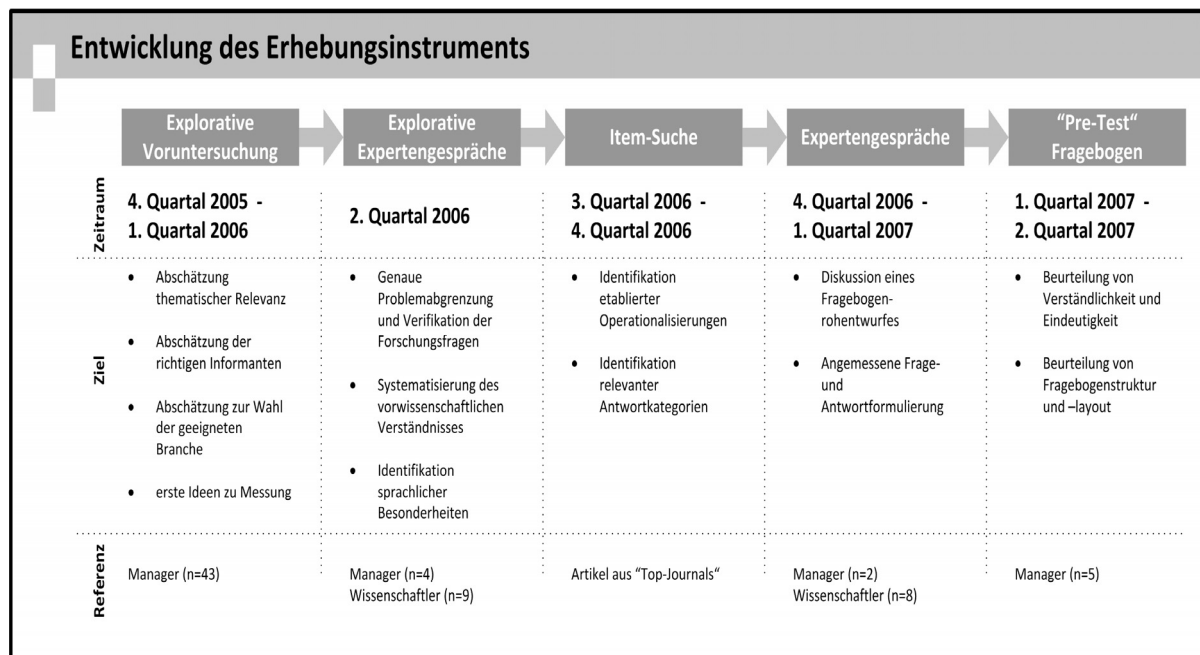 Entwicklung des Erhebungsinstruments
Explorative
Voruntersuchung
Explorative
Expertengespräche
Item-Suche
Expertengespräche
"Pre-Test“
Fragebogen
Zeitraum
4. Quartal 2005 -
1. Quartal 2006
2. Quartal 2006
3. Quartal 2006 -
4. Quartal 2006
4. Quartal 2006 -
1. Quartal 2007
1. Quartal 2007 -
2. Quartal 2007
Ziel
• Abschätzung
thematischer Relevanz
• Abschätzung der
richtigen Informanten
• Abschätzung zur Wahl
der geeigneten
Branche
• erste Ideen zu Messung
• Genaue
Problemabgrenzung
und Verifikation der
Forschungsfragen
• Systematisierung des
vorwissenschaftlichen
Verständnisses
• Identifikation
sprachlicher
Besonderheiten
• Identifikation
etablierter
Operationalisierungen
• Identifikation
relevanter
Antwortkategorien
• Diskussion eines
Fragebogen-
rohentwurfes
• Angemessene Frage-
und
Antwortformulierung
• Beurteilung von
Verständlichkeit und
Eindeutigkeit
• Beurteilung von
Fragebogenstruktur
und –layout
Referenz
Manager (n=43)
Manager (n=4)
Wissenschaftler (n=9)
Artikel aus "Top-Journals“
Manager (n=2)
Wissenschaftler (n=8)
Manager (n=5)